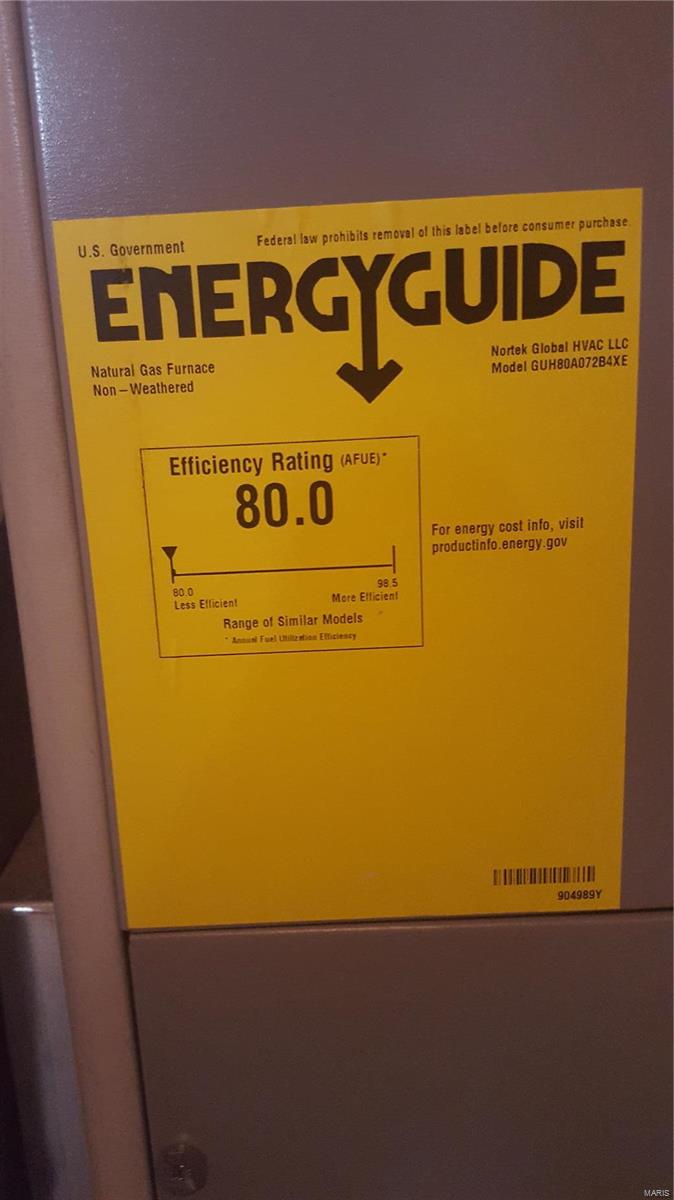 U.S. Government
Federal law prohibits removal of this label before consumer purchase.
ENERGYGUIDE
Natural Gas Furnace
Non-Weathered
Nortek Global HVAC LLC
Model GUH80A072B4XE
Efficiency Rating (AFUE)*
80.0
80.0
98.5
Less Efficient
More Efficient
Range of Similar Models
* Annual Fuel Utilization Efficiency
For energy cost info, visit
productinfo.energy.gov
904989Y
MARIS